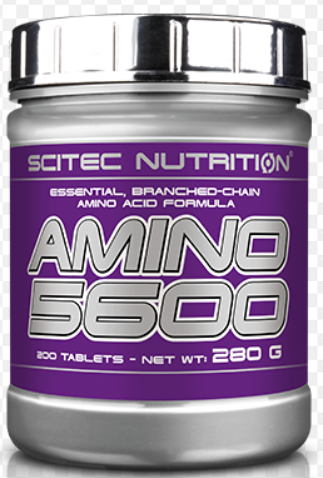 SCITEC NUTRITION®
ESSENTIAL, BRANCHED-CHAIN
AMINO ACID FORMULA
AMINO
5600
200 TABLETS - NET WT: 280 G